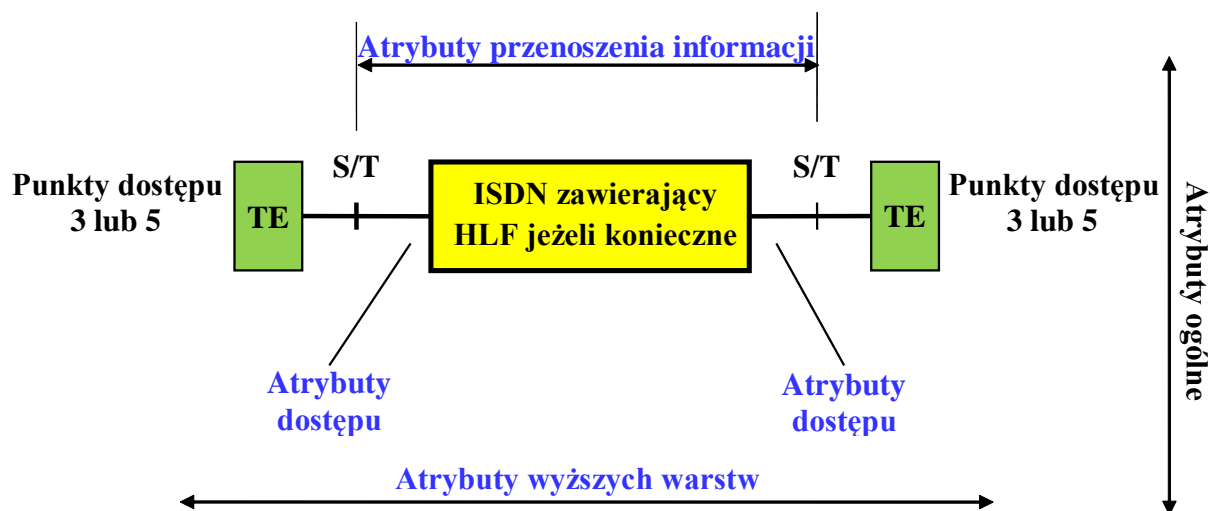 Atrybuty przenoszenia informacji
Punkty dostępu
3 lub 5
TE
S/T
ISDN zawierający
HLF jeżeli konieczne
S/T
TE
Punkty dostępu
3 lub 5
Atrybuty ogólne
Atrybuty
dostępu
Atrybuty
dostępu
Atrybuty wyższych warstw